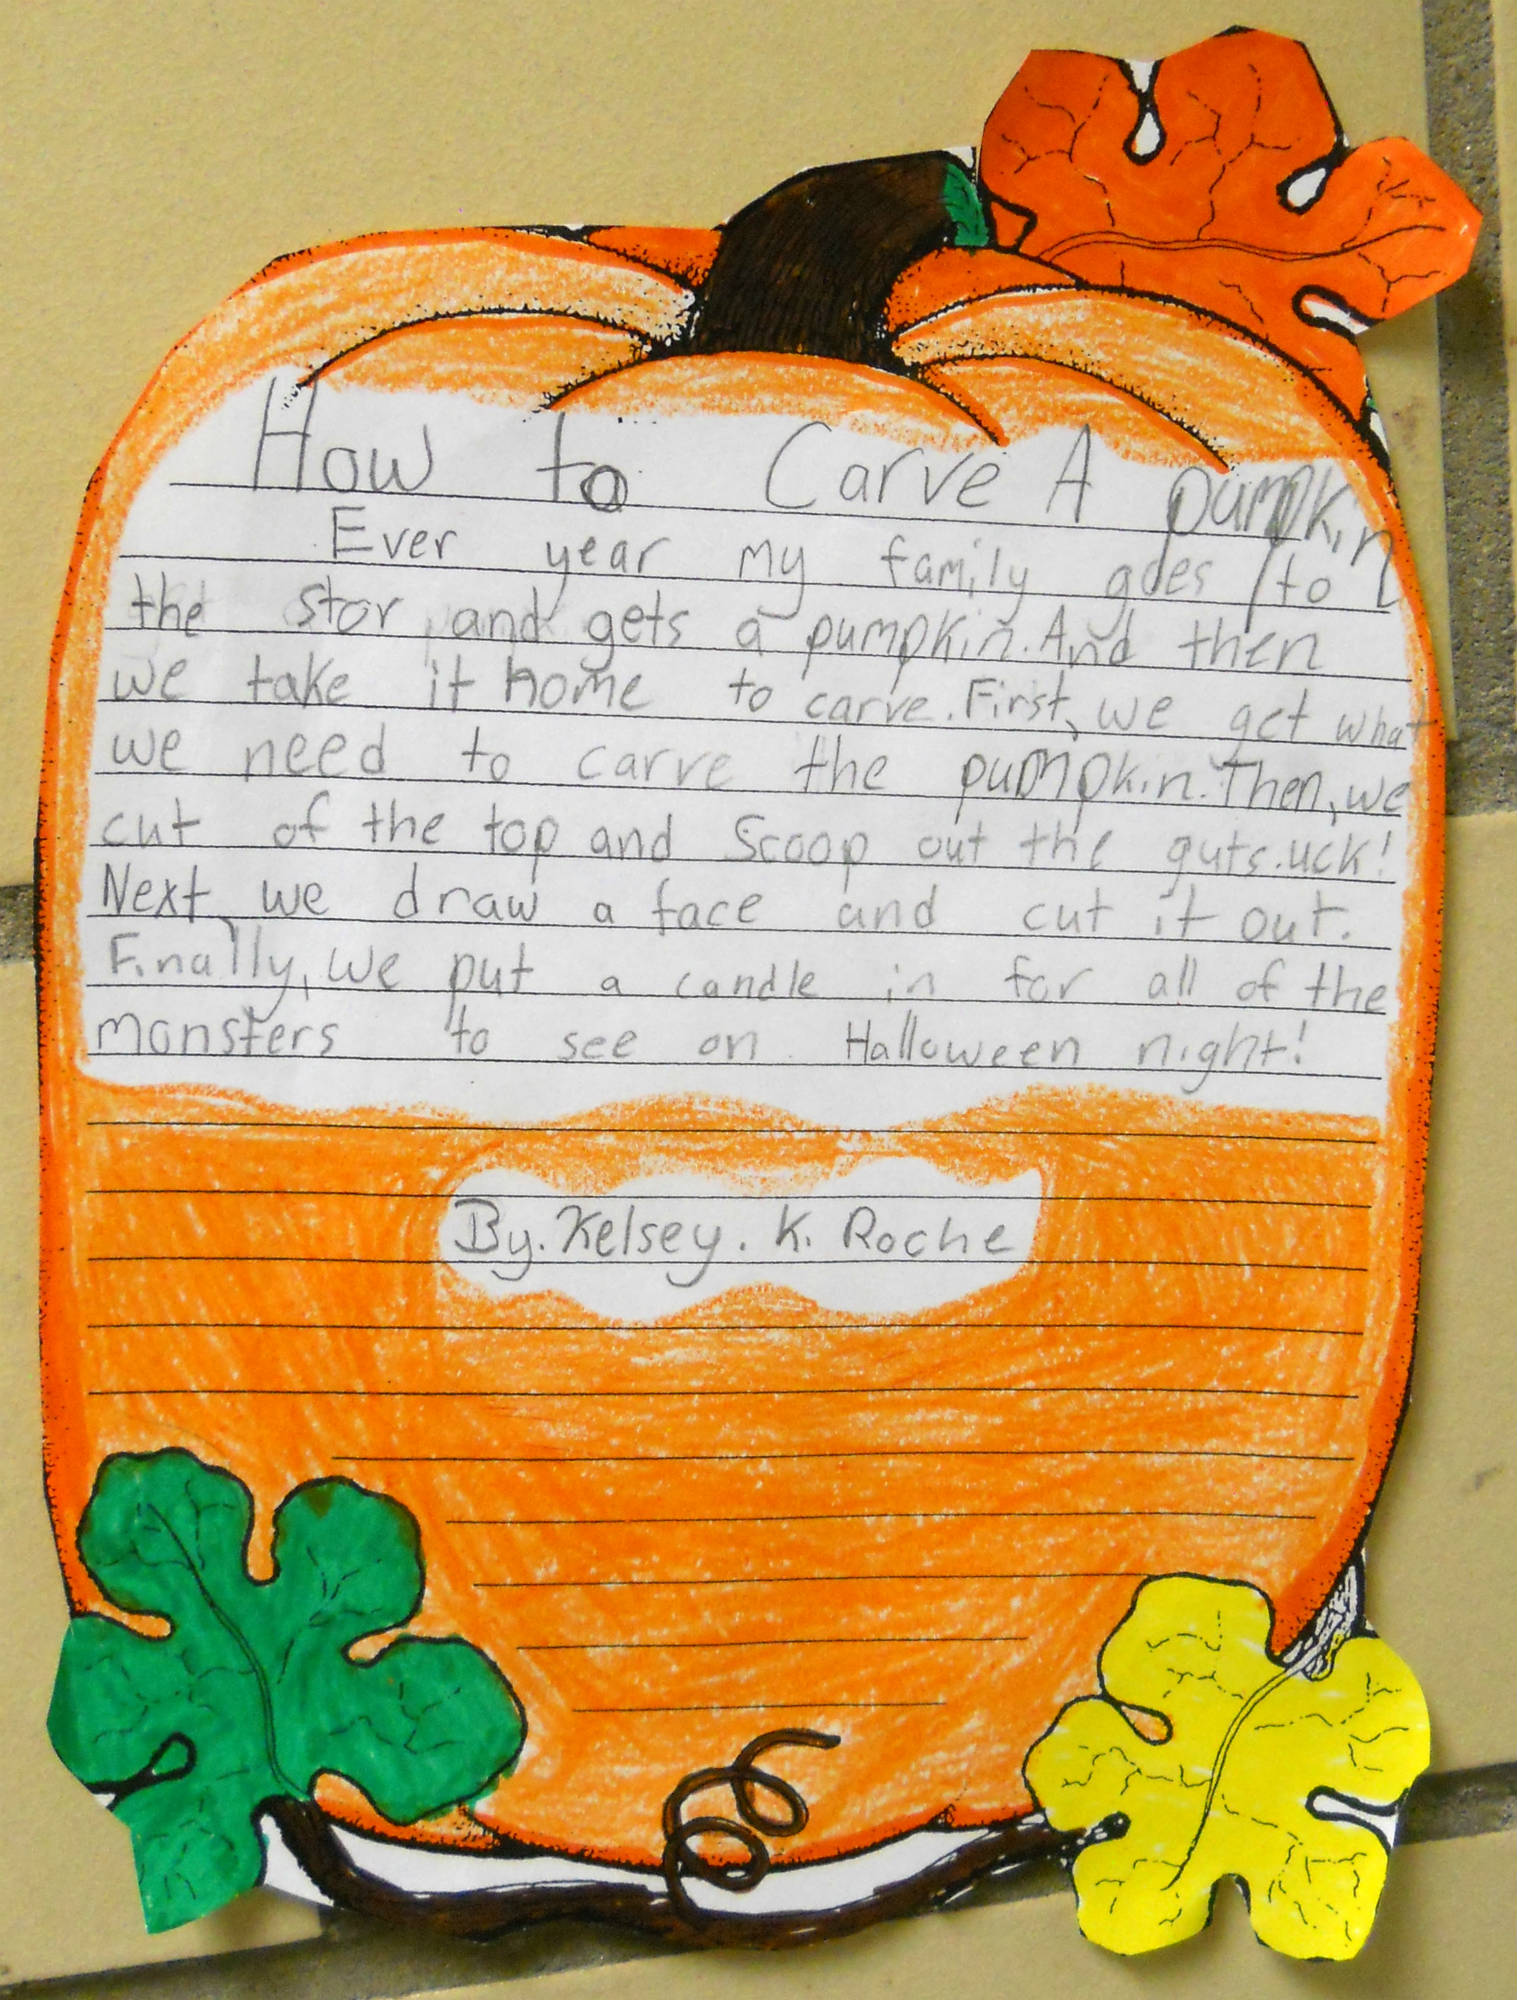 How to Carve A pumpkin
Ever year my family goes to
the stor and gets a pumpkin. And then
we take it home to carve. First, we get what
we need to carve the pumpkin. Then, we
cut of the top and Scoop out the guts. uck!
Next, we draw a face and cut it out.
Finally, we put a candle in for all of the
monsters to see on Halloween night!
By. Kelsey. K. Roche